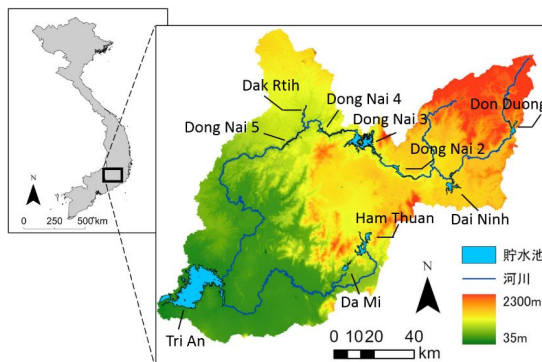 N
0 250 500 km
Dak Rtih
Dong Nai 4
Dong Nai 3
Don Duong
Dong Nai 5
Dong Nai 2
Dai Ninh
Ham Thuan
Da Mi
Tri An
N
0 1020 40
km
貯水池
河川
2300m
35m